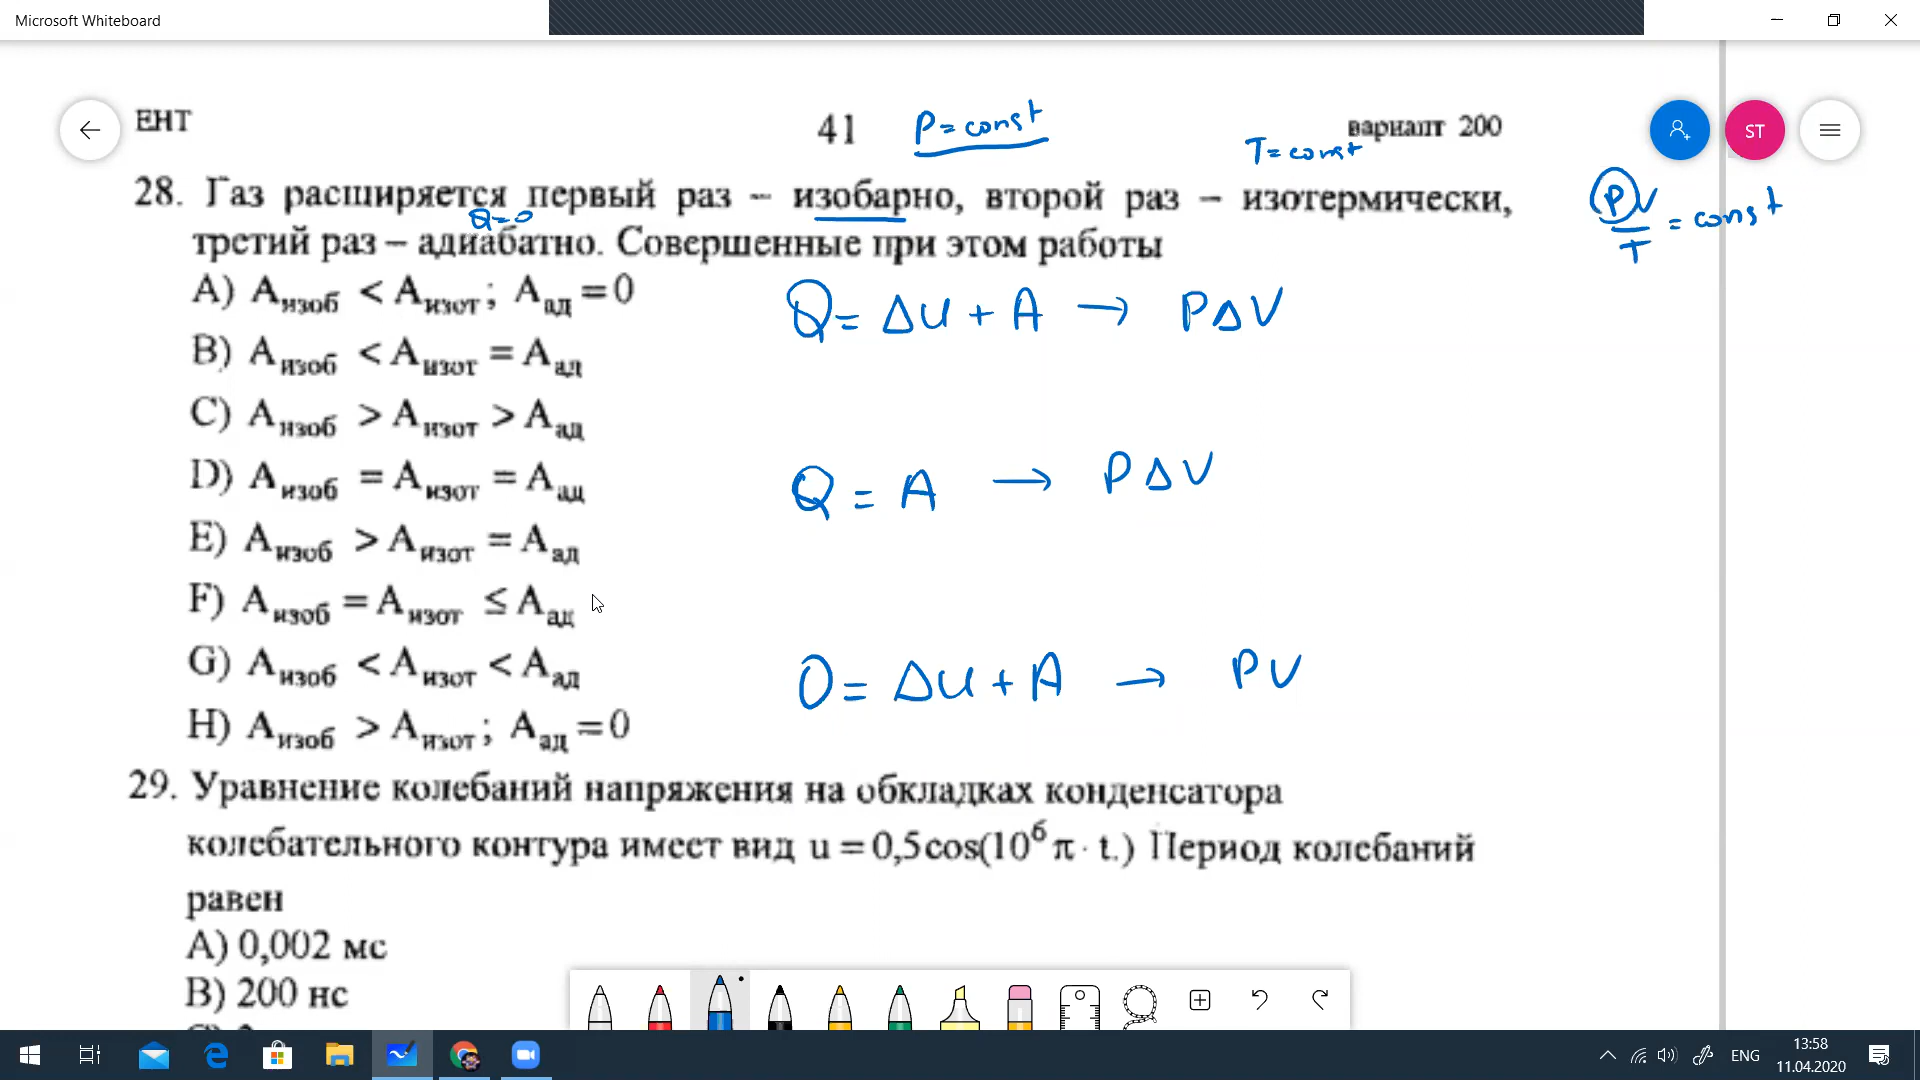 Microsoft Whiteboard
ЕНТ
41
P = const
вариант 200
T = const
ST
28. Газ расширяется первый раз – изобарно, второй раз – изотермически,
Q = 0
третий раз – адиабатно. Совершенные при этом работы
PV/T = const
A) Aизоб < Aизот ; Aад = 0
Q = ΔU + A → PΔV
B) Aизоб < Aизот = Aад
C) Aизоб > Aизот > Aад
D) Aизоб = Aизот = Aад
Q = A → PΔV
E) Aизоб > Aизот = Aад
F) Aизоб = Aизот ≤ Aад
G) Aизоб < Aизот < Aад
O = ΔU + A → PV
H) Aизоб > Aизот ; Aад = 0
29. Уравнение колебаний напряжения на обкладках конденсатора
колебательного контура имеет вид u = 0,5cos(10⁶ π · t.) Период колебаний
равен
A) 0,002 мс
B) 200 нс
ENG
13:58
11.04.2020